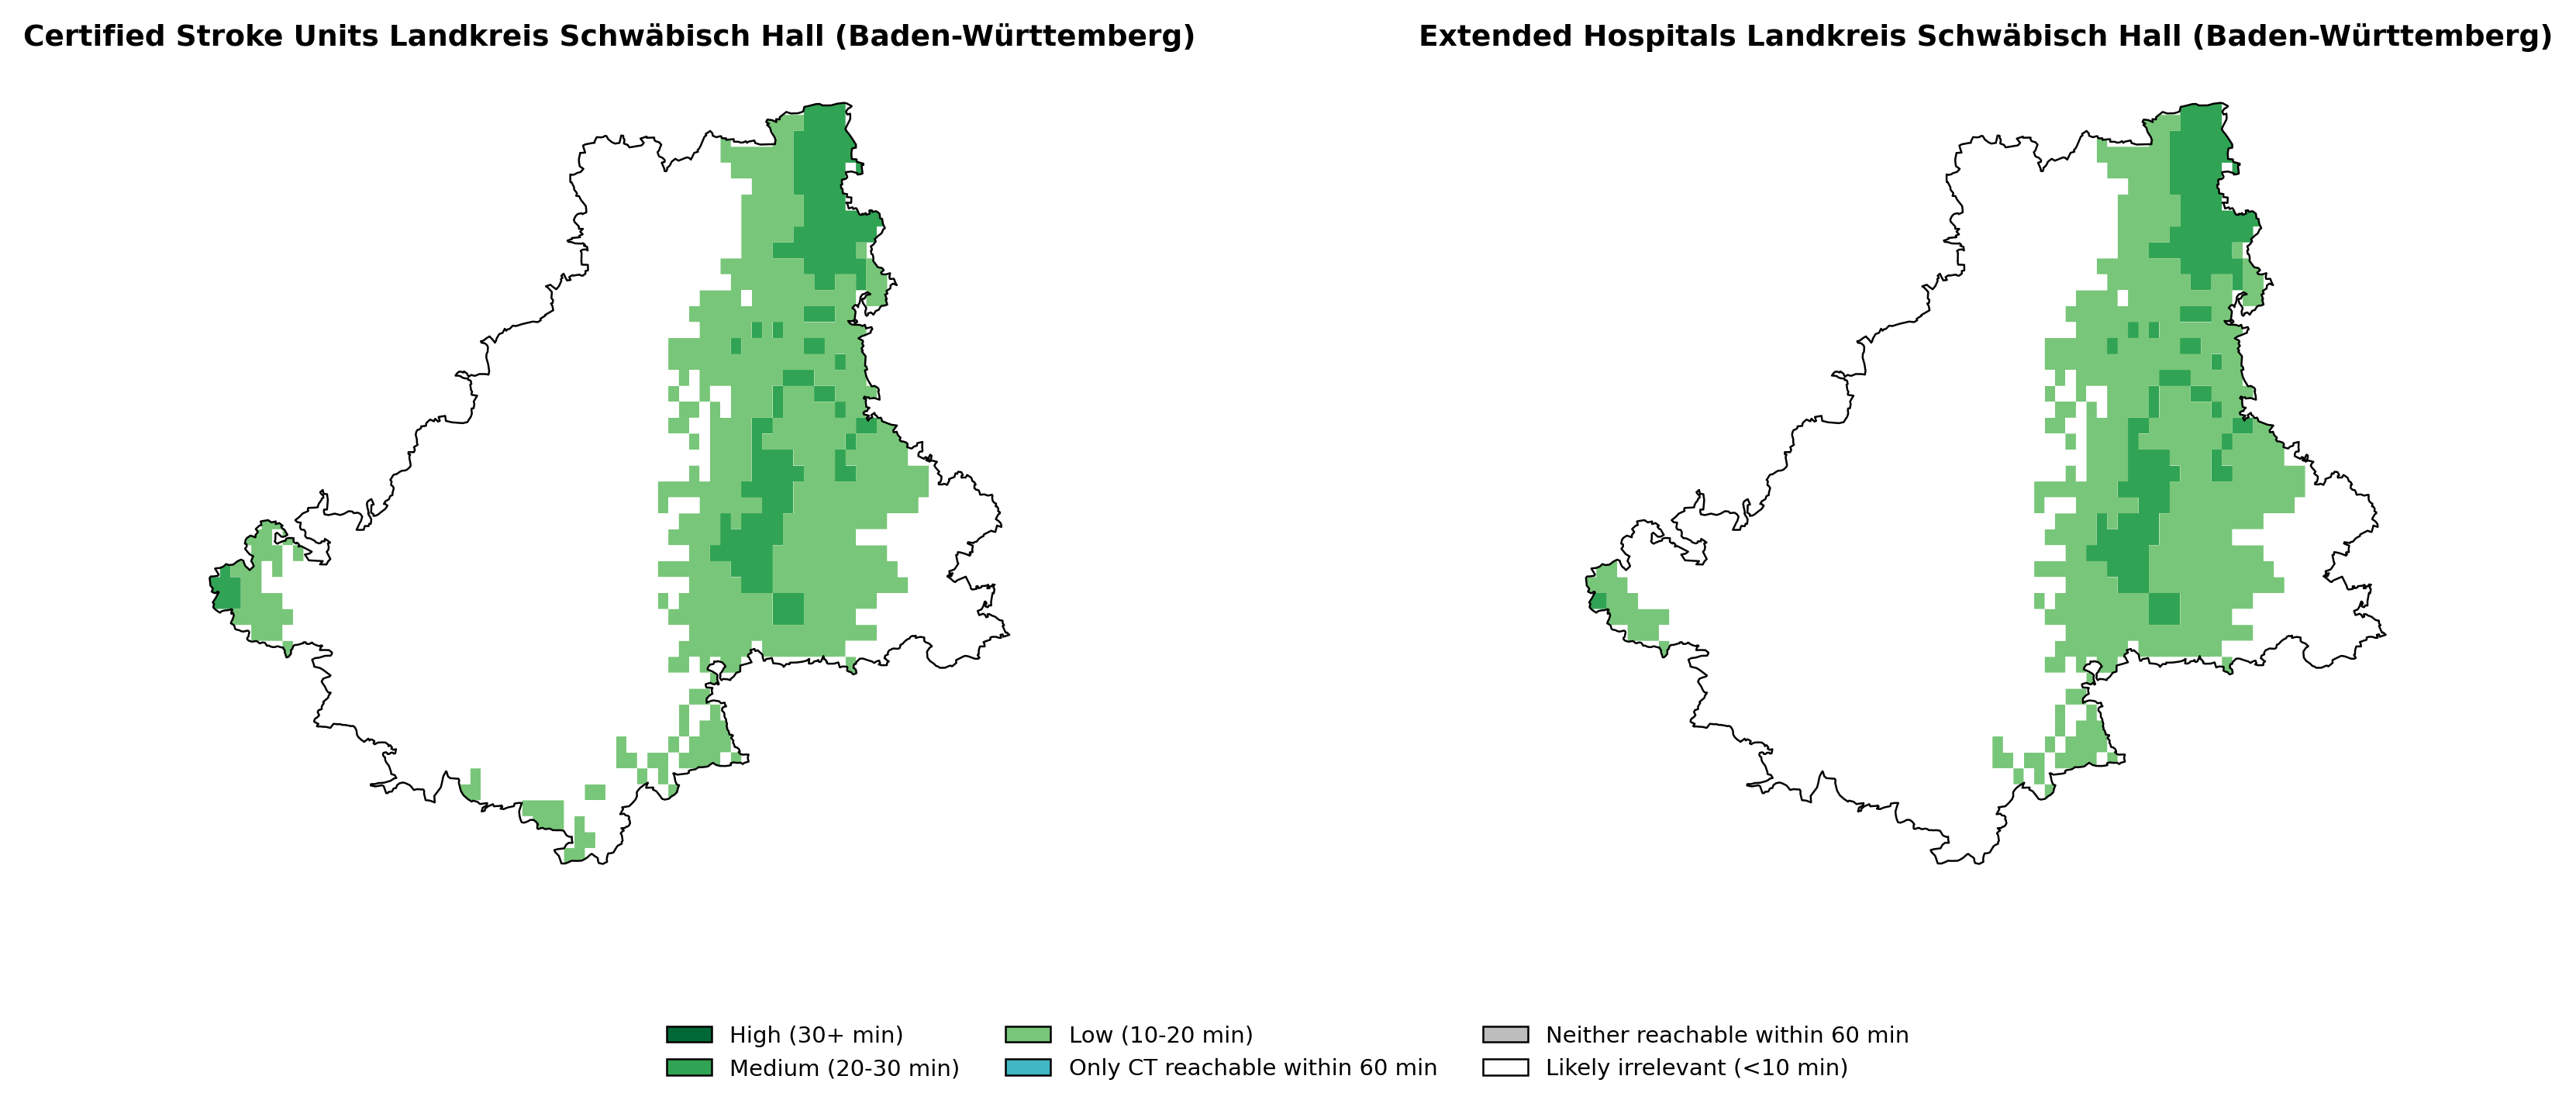 Certified Stroke Units Landkreis Schwäbisch Hall (Baden-Württemberg)
Extended Hospitals Landkreis Schwäbisch Hall (Baden-Württemberg)
High (30+ min)
Medium (20-30 min)
Low (10-20 min)
Only CT reachable within 60 min
Neither reachable within 60 min
Likely irrelevant (<10 min)